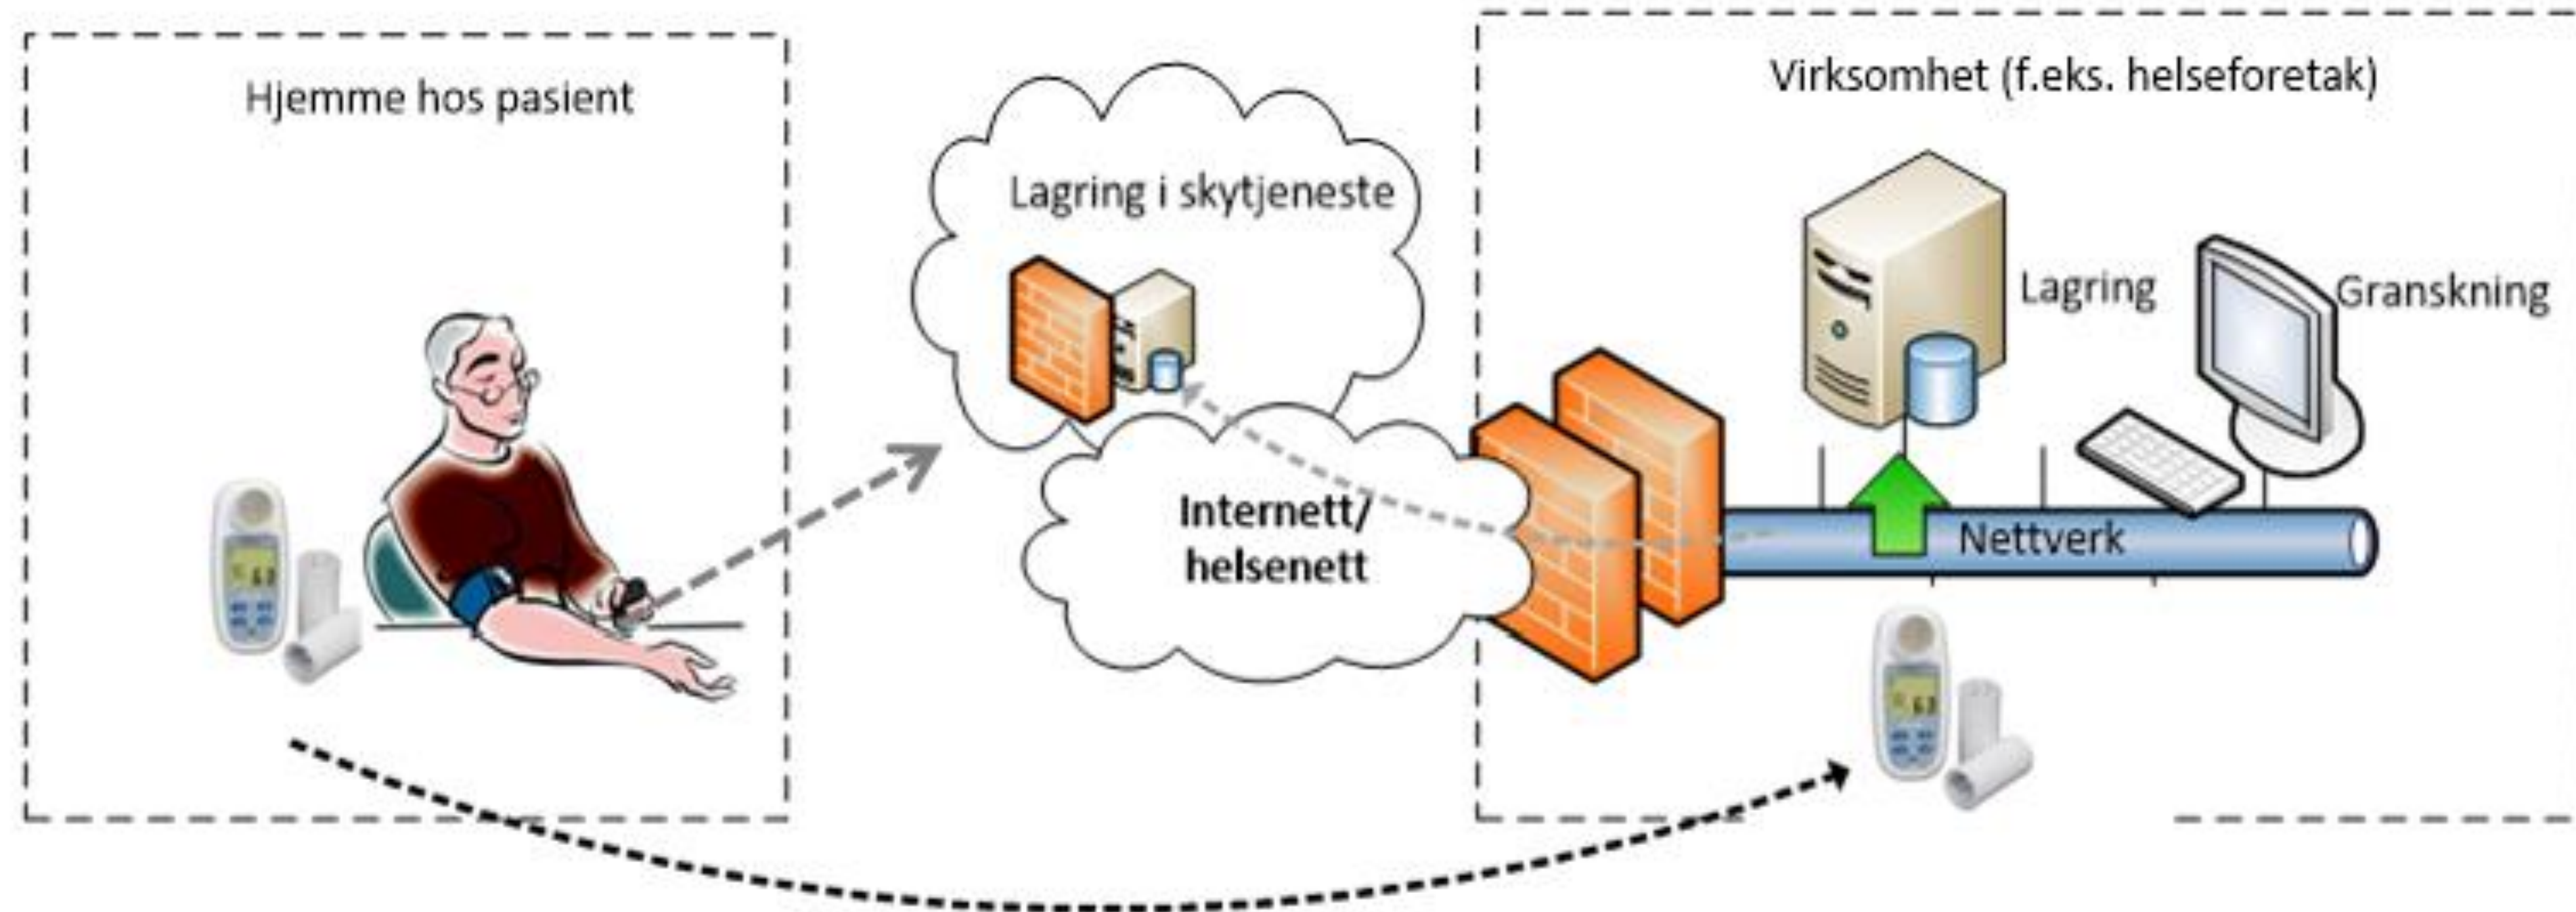 Hjemme hos pasient
Lagring i skytjeneste
Internett/
helsenett
Virksomhet (f.eks. helseforetak)
Lagring
Granskning
Nettverk